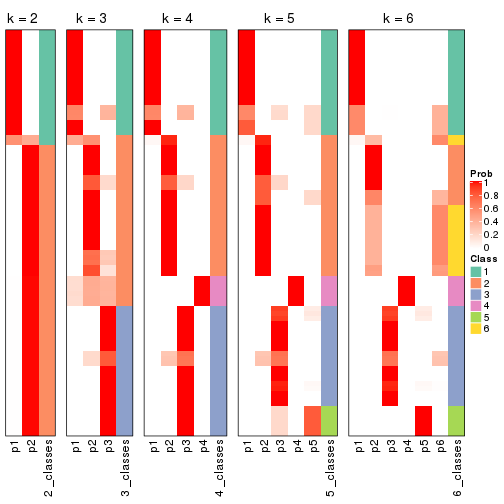 k = 2
k = 3
k = 4
k = 5
k = 6
Prob
1
0.8
0.6
0.4
0.2
0
Class
1
2
3
4
5
6
p1
p2
2_classes
p1
p2
p3
3_classes
p1
p2
p3
p4
4_classes
p1
p2
p3
p4
p5
5_classes
p1
p2
p3
p4
p5
p6
6_classes